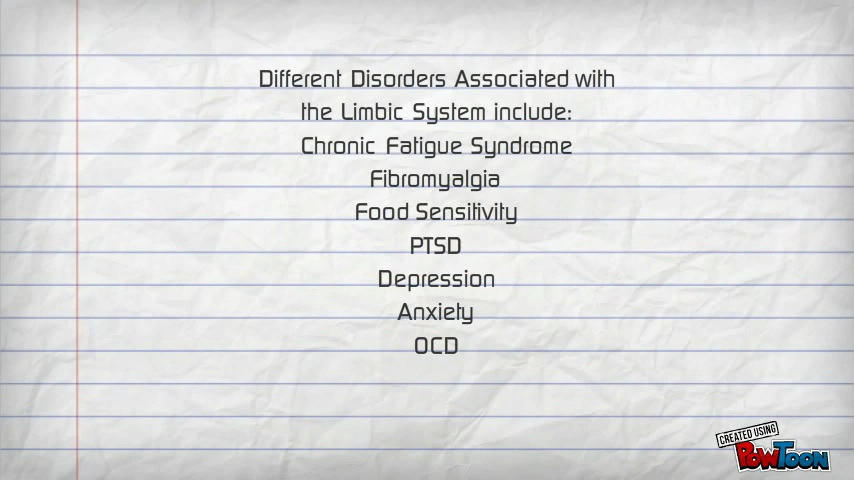 Different Disorders Associated with
the Limbic System include:
Chronic Fatigue Syndrome
Fibromyalgia
Food Sensitivity
PTSD
Depression
Anxiety
OCD
CREATED USING
POWTOON